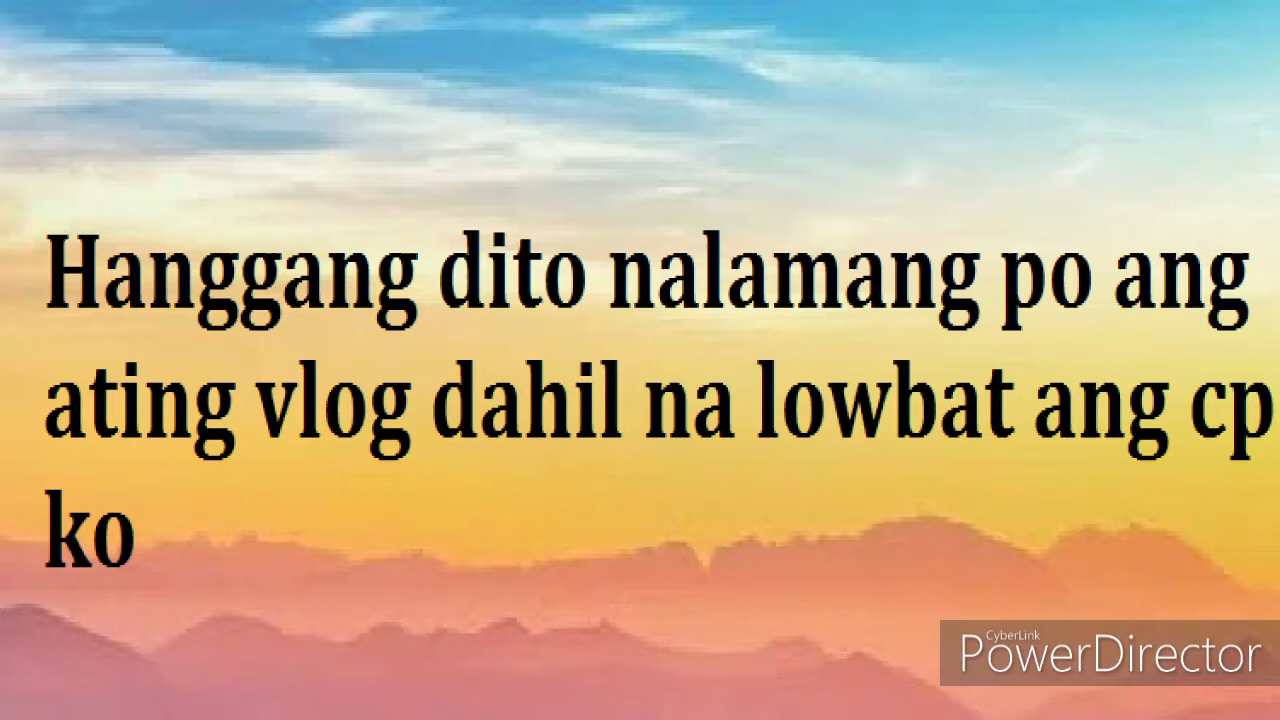 Hanggang dito nalamang po ang
ating vlog dahil na lowbat ang cp
ko
CyberLink
PowerDirector